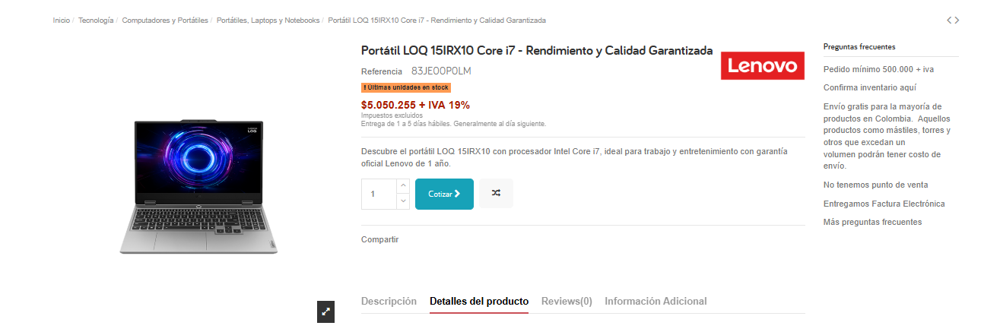 Inicio / Tecnología / Computadores y Portátiles / Portátiles, Laptops y Notebooks / Portátil LOQ 15IRX10 Core i7 - Rendimiento y Calidad Garantizada
Portátil LOQ 15IRX10 Core i7 - Rendimiento y Calidad Garantizada
Lenovo
Referencia 83JE00P0LM
! Últimas unidades en stock
$5.050.255 + IVA 19%
Impuestos excluidos
Entrega de 1 a 5 días hábiles. Generalmente al día siguiente.
Descubre el portátil LOQ 15IRX10 con procesador Intel Core i7, ideal para trabajo y entretenimiento con garantía
oficial Lenovo de 1 año.
1
Cotizar
Compartir
Descripción Detalles del producto Reviews(0) Información Adicional
Preguntas frecuentes
Pedido mínimo 500.000 + iva
Confirma inventario aquí
Envío gratis para la mayoría de
productos en Colombia. Aquellos
productos como mástiles, torres y
otros que excedan un
volumen podrán tener costo de
envío.
No tenemos punto de venta
Entregamos Factura Electrónica
Más preguntas frecuentes
LOQ